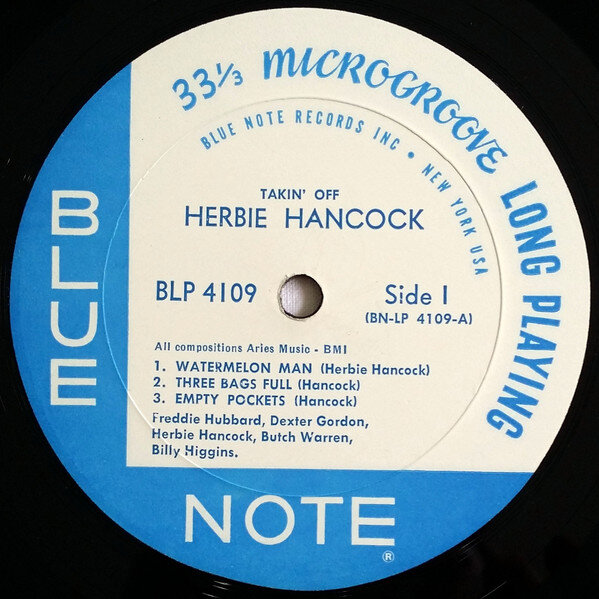 33⅓ MICROGROOVE LONG PLAYING
BLUE NOTE RECORDS INC • NEW YORK USA
TAKIN' OFF
HERBIE HANCOCK
BLP 4109
Side 1
(BN-LP 4109-A)
All compositions Aries Music - BMI
1. WATERMELON MAN (Herbie Hancock)
2. THREE BAGS FULL (Hancock)
3. EMPTY POCKETS (Hancock)
Freddie Hubbard, Dexter Gordon,
Herbie Hancock, Butch Warren,
Billy Higgins.
BLUE
NOTE®